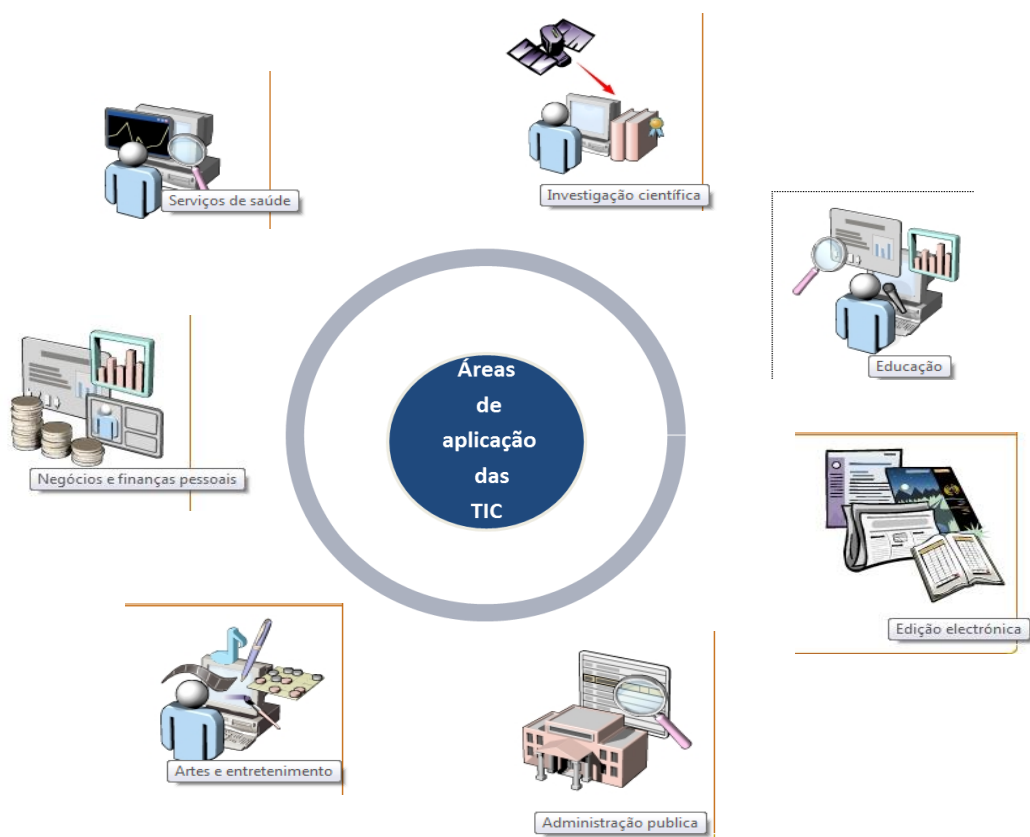 Investigação científica
Serviços de saúde
Educação
Áreas
de
aplicação
das
TIC
Negócios e finanças pessoais
Edição electrónica
Artes e entretenimento
Administração publica